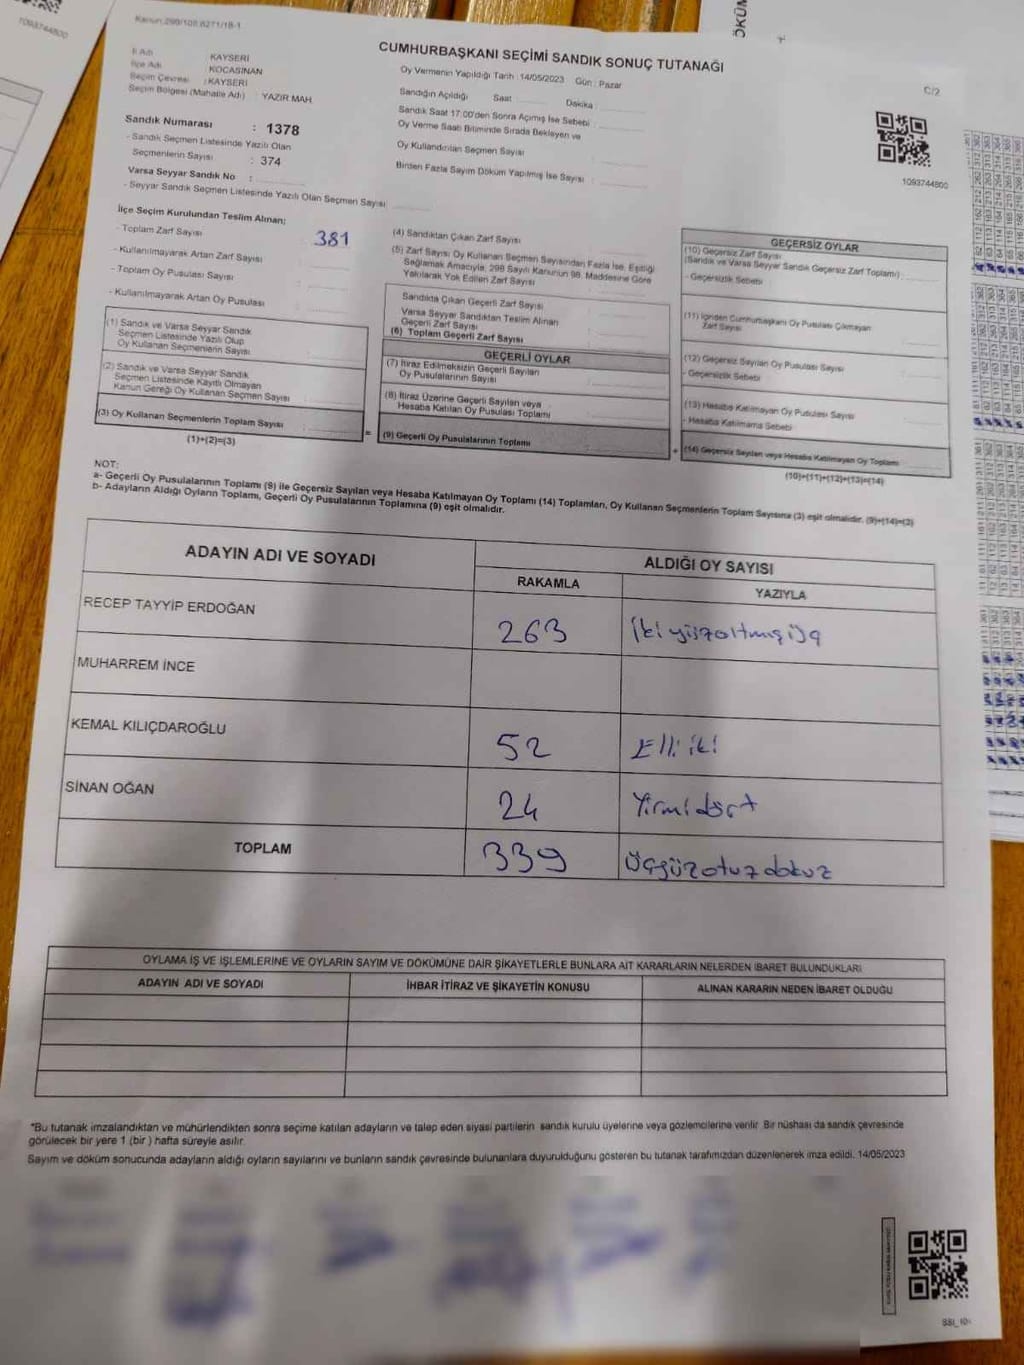 1093744800
Kanun:298/108:6271/18-1
CUMHURBAŞKANI SEÇİMİ SANDIK SONUÇ TUTANAĞI
C/2
İl Adı : KAYSERİ
İlçe Adı : KOCASİNAN
Seçim Çevresi : KAYSERİ
Seçim Bölgesi (Mahalle Adı) : YAZIR MAH.
Sandık Numarası : 1378
- Sandık Seçmen Listesinde Yazılı Olan
Seçmenlerin Sayısı : 374
Varsa Seyyar Sandık No :
- Seyyar Sandık Seçmen Listesinde Yazılı Olan Seçmen Sayısı
Oy Vermenin Yapıldığı Tarih :14/05/2023 Gün : Pazar
Sandığın Açıldığı Saat Dakika :
Sandık Saat 17:00'den Sonra Açımış İse Sebebi :
Oy Verme Saati Bitiminde Sırada Bekleyen ve
Oy Kullandırılan Seçmen Sayısı :
Birden Fazla Sayım Döküm Yapılmış İse Sayısı :
1093744800
İlçe Seçim Kurulundan Teslim Alınan;
- Toplam Zarf Sayısı : 381
- Kullanılmayarak Artan Zarf Sayısı :
- Toplam Oy Pusulası Sayısı :
- Kullanılmayarak Artan Oy Pusulası :
(1) Sandık ve Varsa Seyyar Sandık
Seçmen Listesinde Yazılı Olup
Oy Kullanan Seçmenlerin Sayısı :
(2) Sandık ve Varsa Seyyar Sandık
Seçmen Listesinde Kayıtlı Olmayan
Kanun Gereği Oy Kullanan Seçmen Sayısı :
(3) Oy Kullanan Seçmenlerin Toplam Sayısı :
(1)+(2)=(3)
(4) Sandıktan Çıkan Zarf Sayısı
(5) Zarf Sayısı Oy Kullanan Seçmen Sayısından Fazla İse, Eşitliği
Sağlamak Amacıyla, 298 Sayılı Kanunun 98. Maddesine Göre
Yakılarak Yok Edilen Zarf Sayısı :
Sandıkta Çıkan Geçerli Zarf Sayısı :
Varsa Seyyar Sandıktan Teslim Alınan
Geçerli Zarf Sayısı :
(6) Toplam Geçerli Zarf Sayısı :
GEÇERLİ OYLAR
(7) İtiraz Edilmeksizin Geçerli Sayılan
Oy Pusulalarının Sayısı :
(8) İtiraz Üzerine Geçerli Sayılan veya
Hesaba Katılan Oy Pusulası Toplamı :
= (9) Geçerli Oy Pusulalarının Toplamı :
GEÇERSİZ OYLAR
(10) Geçersiz Zarf Sayısı
(Sandık ve Varsa Seyyar Sandık Geçersiz Zarf Toplamı) :
- Geçersizlik Sebebi :
(11) İçinden Cumhurbaşkanı Oy Pusulası Çıkmayan
Zarf Sayısı :
(12) Geçersiz Sayılan Oy Pusulası Sayısı :
- Geçersizlik Sebebi :
(13) Hesaba Katılmayan Oy Pusulası Sayısı :
- Hesaba Katılmama Sebebi :
+ (14) Geçersiz Sayılan veya Hesaba Katılmayan Oy Toplamı :
(10)+(11)+(12)+(13)=(14)
NOT:
a- Geçerli Oy Pusulalarının Toplamı (9) ile Geçersiz Sayılan veya Hesaba Katılmayan Oy Toplamı (14) Toplamları, Oy Kullanan Seçmenlerin Toplam Sayısına (3) eşit olmalıdır. (9)+(14)=(3)
b- Adayların Aldığı Oyların Toplamı, Geçerli Oy Pusulalarının Toplamına (9) eşit olmalıdır.
ADAYIN ADI VE SOYADI ALDIĞI OY SAYISI
RAKAMLA YAZIYLA
RECEP TAYYİP ERDOĞAN 263 İkiyüzaltmışüç
MUHARREM İNCE
KEMAL KILIÇDAROĞLU 52 Elliiki
SİNAN OĞAN 24 Yirmidört
TOPLAM 339 Üçyüzotuzdokuz
OYLAMA İŞ VE İŞLEMLERİNE VE OYLARIN SAYIM VE DÖKÜMÜNE DAİR ŞİKAYETLERLE BUNLARA AİT KARARLARIN NELERDEN İBARET BULUNDUKLARI
ADAYIN ADI VE SOYADI İHBAR İTİRAZ VE ŞİKAYETİN KONUSU ALINAN KARARIN NEDEN İBARET OLDUĞU
*Bu tutanak imzalandıktan ve mühürlendikten sonra seçime katılan adayların ve talep eden siyasi partilerin sandık kurulu üyelerine veya gözlemcilerine verilir. Bir nüshası da sandık çevresinde
görülecek bir yere 1 (bir ) hafta süreyle asılır.
Sayım ve döküm sonucunda adayların aldığı oyların sayılarını ve bunların sandık çevresinde bulunanlara duyurulduğunu gösteren bu tutanak tarafımızdan düzenlenerek imza edildi. 14/05/2023